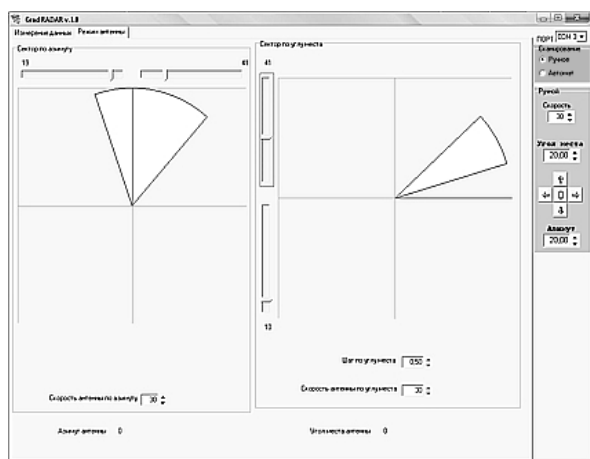 Grad RADAR v.1.0
Измерение данных Режим антенны
Сектор по азимуту
19 41
Сектор по углу места
41
13
Шаг по углу места 0,50
Скорость антенны по азимуту 30
Скорость антенны по углу места 30
Азимут антенны 0
Угол места антенны 0
ПОРТ COM 3
Сканирование
Ручное
Автомат
Ручной
Скорость
30
Угол места
20,00
0
Азимут
20,00